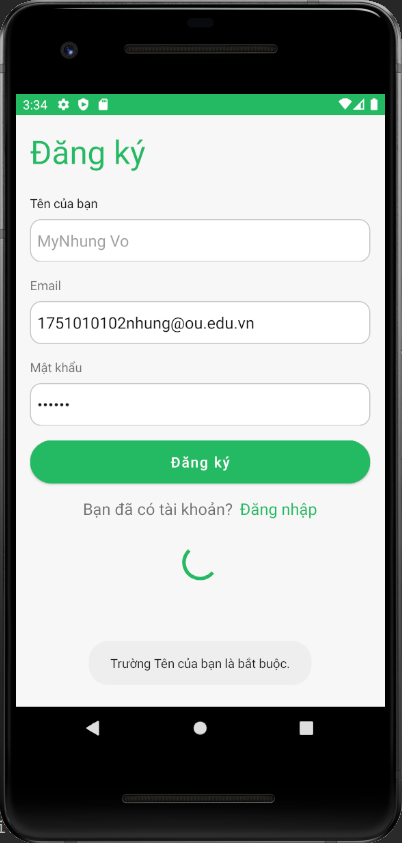 3:34
Đăng ký
Tên của bạn
MyNhung Vo
Email
1751010102nhung@ou.edu.vn
Mật khẩu
••••••
Đăng ký
Bạn đã có tài khoản? Đăng nhập
Trường Tên của bạn là bắt buộc.